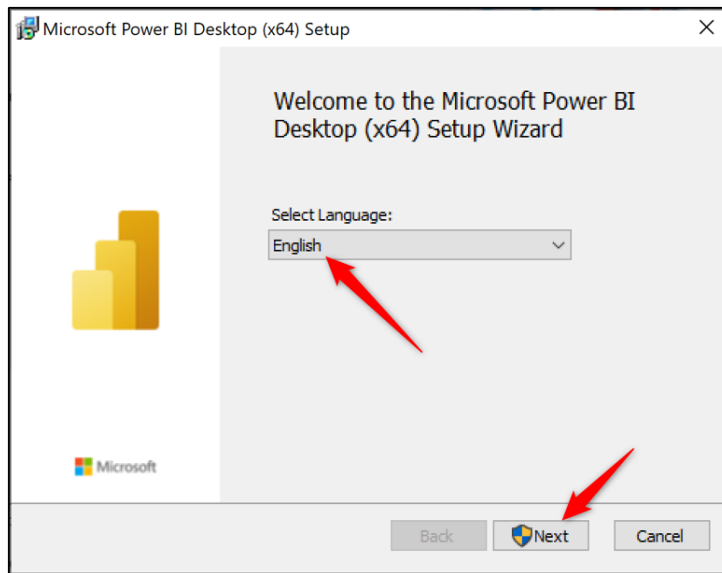 Microsoft Power BI Desktop (x64) Setup
Welcome to the Microsoft Power BI
Desktop (x64) Setup Wizard
Select Language:
English
Microsoft
Back
Next
Cancel